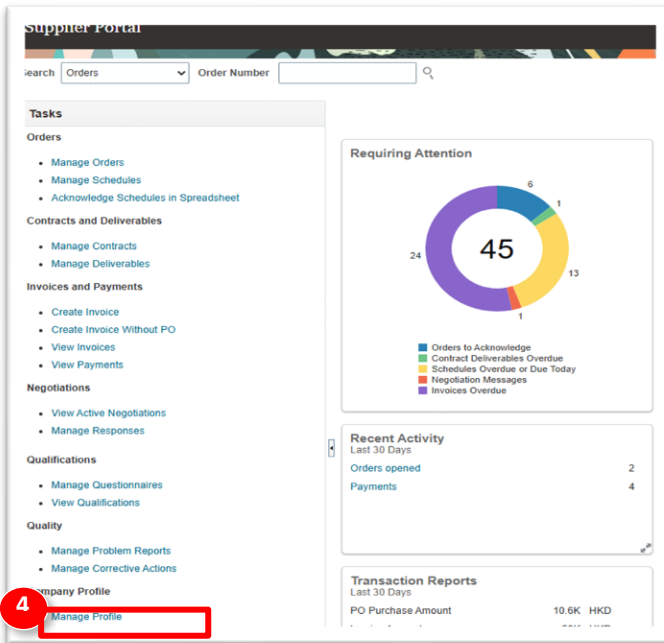 Supplier Portal
Search Orders Order Number
Tasks
Orders
Manage Orders
Manage Schedules
Acknowledge Schedules in Spreadsheet
Contracts and Deliverables
Manage Contracts
Manage Deliverables
Invoices and Payments
Create Invoice
Create Invoice Without PO
View Invoices
View Payments
Negotiations
View Active Negotiations
Manage Responses
Qualifications
Manage Questionnaires
View Qualifications
Quality
Manage Problem Reports
Manage Corrective Actions
Company Profile
4
Manage Profile
Requiring Attention
6
1
24
45
13
1
Orders to Acknowledge
Contract Deliverables Overdue
Schedules Overdue or Due Today
Negotiation Messages
Invoices Overdue
Recent Activity
Last 30 Days
Orders opened 2
Payments 4
Transaction Reports
Last 30 Days
PO Purchase Amount 10.6K HKD